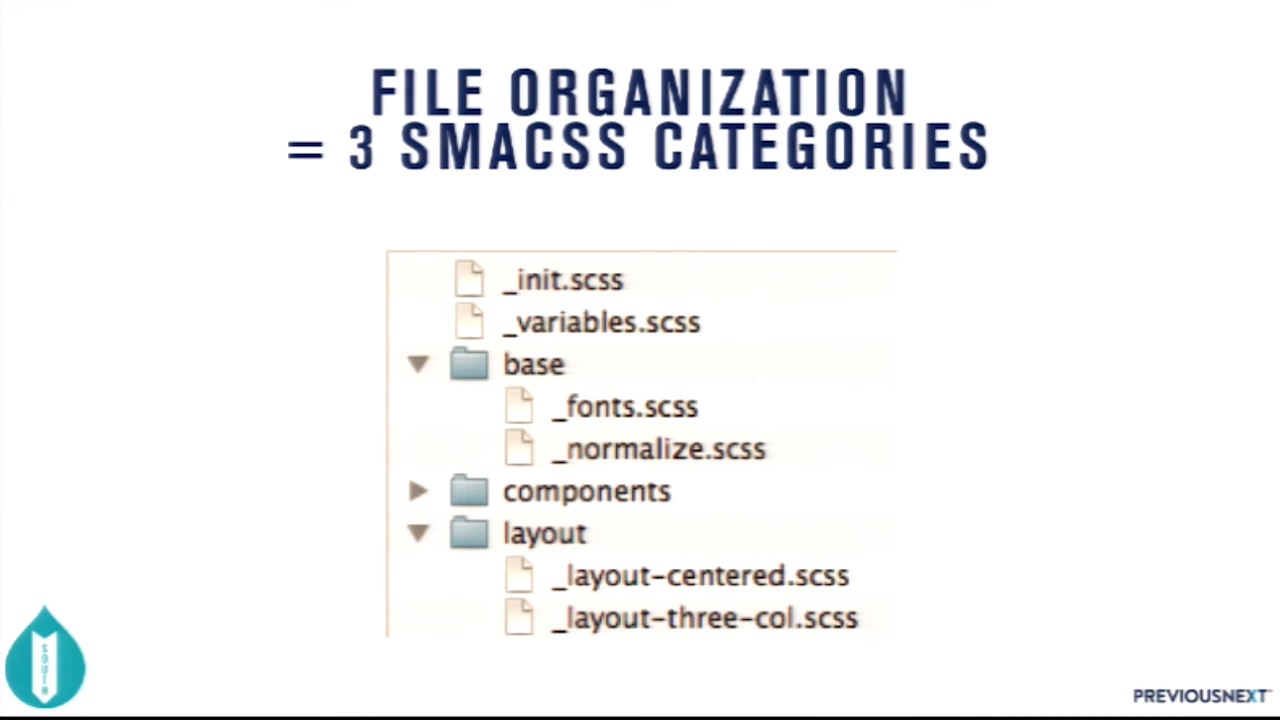 FILE ORGANIZATION
= 3 SMACSS CATEGORIES
_init.scss
_variables.scss
base
_fonts.scss
_normalize.scss
components
layout
_layout-centered.scss
_layout-three-col.scss
SOUTH
PREVIOUSNEXT